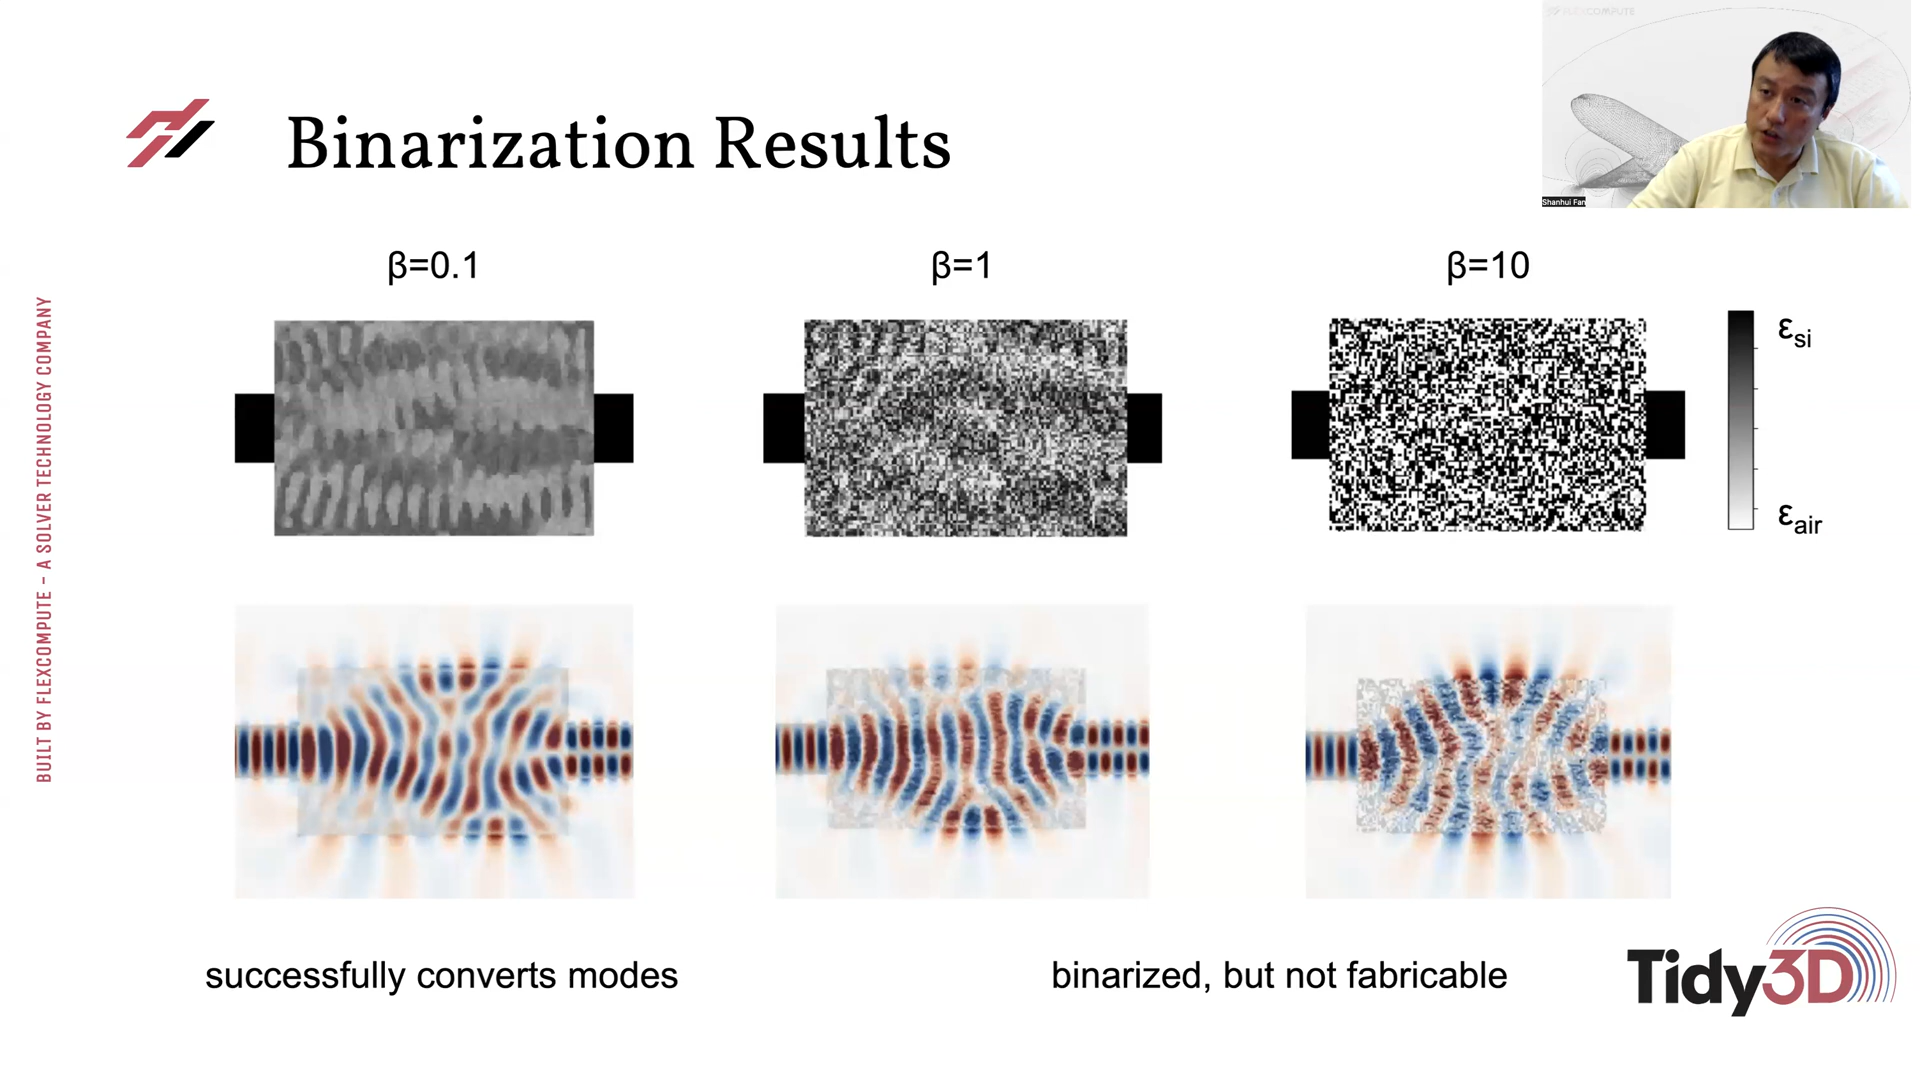 FLEXCOMPUTE
Shanhui Fan
Binarization Results
β=0.1
β=1
β=10
εsi
εair
BUILT BY FLEXCOMPUTE - A SOLVER TECHNOLOGY COMPANY
successfully converts modes
binarized, but not fabricable
Tidy3D